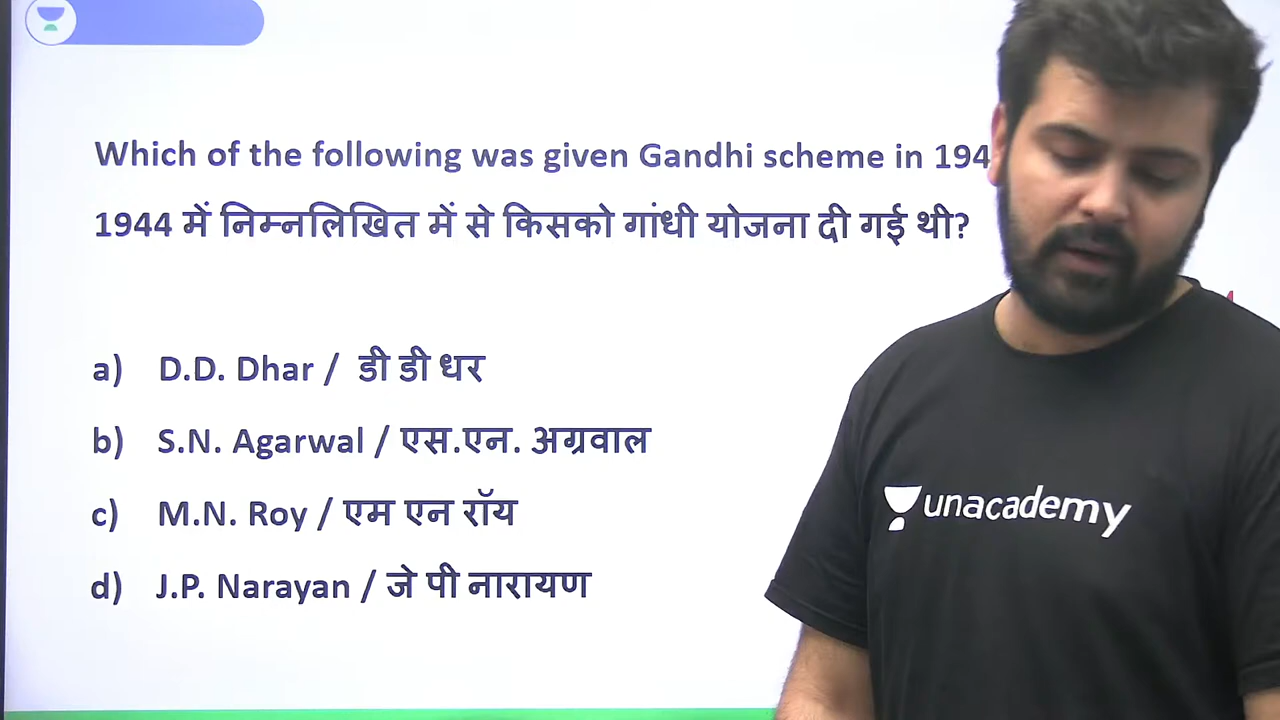 Which of the following was given Gandhi scheme in 194
1944 में निम्नलिखित में से किसको गांधी योजना दी गई थी?
a) D.D. Dhar / डी डी धर
b) S.N. Agarwal / एस.एन. अग्रवाल
c) M.N. Roy / एम एन रॉय
d) J.P. Narayan / जे पी नारायण
unacademy